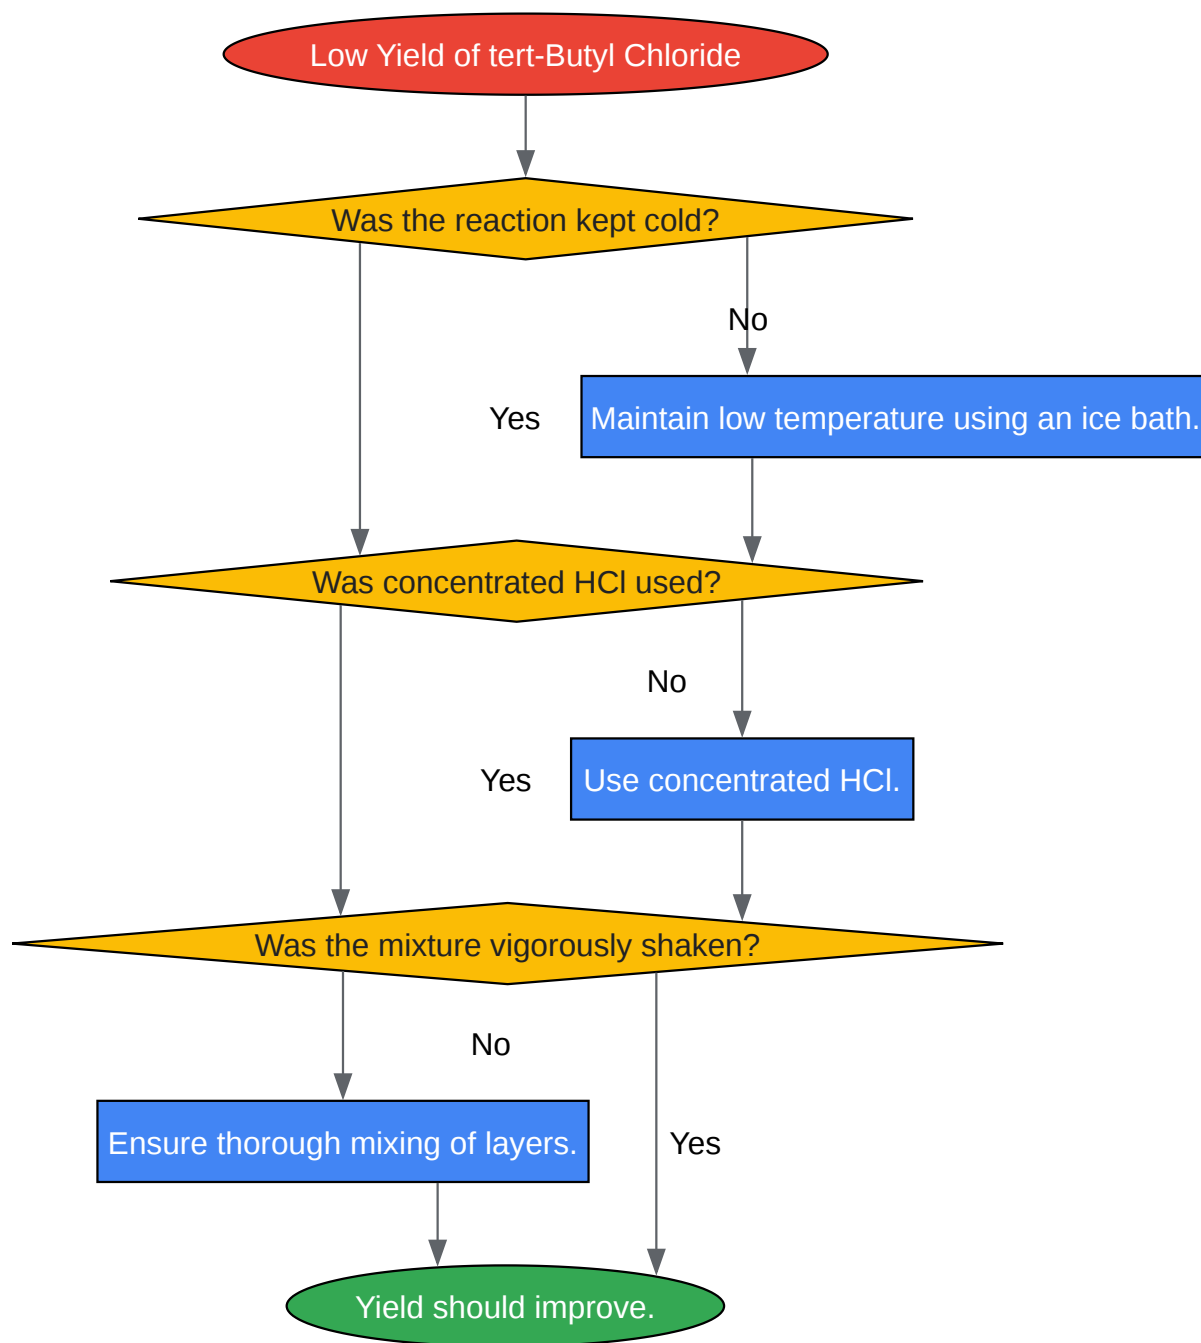 Low Yield of tert-Butyl Chloride
Was the reaction kept cold?
No
Yes
Maintain low temperature using an ice bath.
Was concentrated HCl used?
No
Yes
Use concentrated HCl.
Was the mixture vigorously shaken?
No
Ensure thorough mixing of layers.
Yes
Yield should improve.